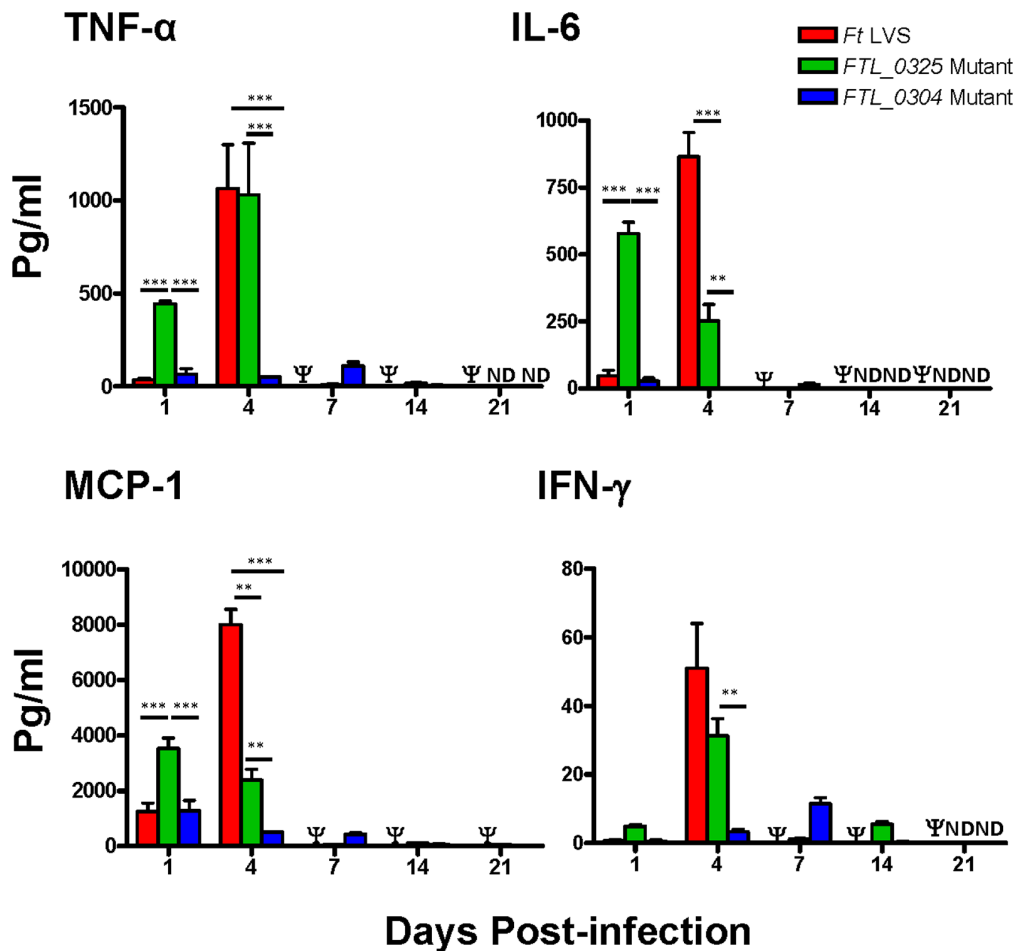 TNF-α
IL-6
Ft LVS
FTL_0325 Mutant
FTL_0304 Mutant
Pg/ml
1500
1000
500
0
***
***
***
***
Ψ
Ψ
Ψ ND ND
1 4 7 14 21
1000
750
500
250
0
***
*** ***
**
Ψ
ΨNDND ΨNDND
1 4 7 14 21
MCP-1
IFN-γ
Pg/ml
10000
8000
6000
4000
2000
0
***
**
*** ***
**
Ψ Ψ Ψ
1 4 7 14 21
80
60
40
20
0
**
Ψ Ψ ΨNDND
1 4 7 14 21
Days Post-infection